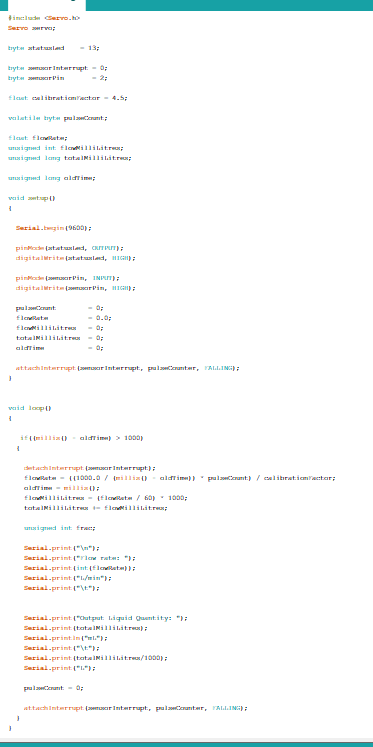 #include <Servo.h>
Servo servo;
byte statusLed = 13;
byte sensorInterrupt = 0;
byte sensorPin = 2;
float calibrationFactor = 4.5;
volatile byte pulseCount;
float flowRate;
unsigned int flowMilliLitres;
unsigned long totalMilliLitres;
unsigned long oldTime;
void setup()
{
Serial.begin(9600);
pinMode(statusLed, OUTPUT);
digitalWrite(statusLed, HIGH);
pinMode(sensorPin, INPUT);
digitalWrite(sensorPin, HIGH);
pulseCount = 0;
flowRate = 0.0;
flowMilliLitres = 0;
totalMilliLitres = 0;
oldTime = 0;
attachInterrupt(sensorInterrupt, pulseCounter, FALLING);
}
void loop()
{
if((millis() - oldTime) > 1000)
{
detachInterrupt(sensorInterrupt);
flowRate = ((1000.0 / (millis() - oldTime)) * pulseCount) / calibrationFactor;
oldTime = millis();
flowMilliLitres = (flowRate / 60) * 1000;
totalMilliLitres += flowMilliLitres;
unsigned int frac;
Serial.print("\n");
Serial.print("Flow rate: ");
Serial.print(int(flowRate));
Serial.print("L/min");
Serial.print("\t");
Serial.print("Output Liquid Quantity: ");
Serial.print(totalMilliLitres);
Serial.println("mL");
Serial.print("\t");
Serial.print(totalMilliLitres/1000);
Serial.print("L");
pulseCount = 0;
attachInterrupt(sensorInterrupt, pulseCounter, FALLING);
}
}